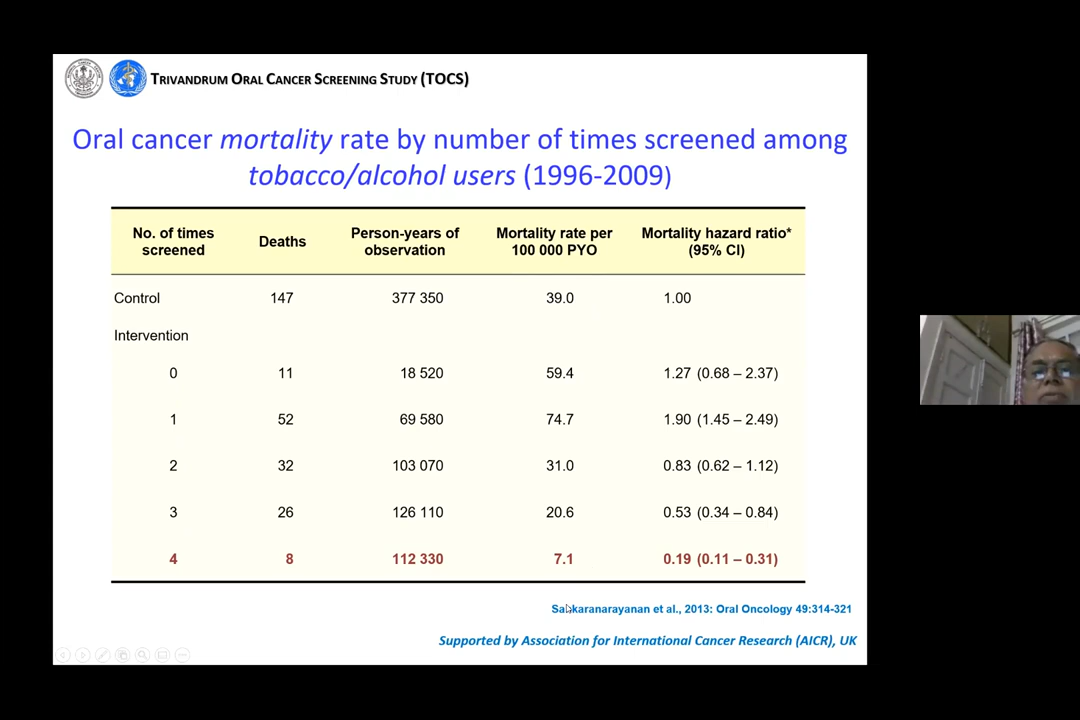 TRIVANDRUM ORAL CANCER SCREENING STUDY (TOCS)
Oral cancer mortality rate by number of times screened among
tobacco/alcohol users (1996-2009)
No. of times screened Deaths Person-years of observation Mortality rate per 100 000 PYO Mortality hazard ratio* (95% CI)
Control 147 377 350 39.0 1.00
Intervention
0 11 18 520 59.4 1.27 (0.68 – 2.37)
1 52 69 580 74.7 1.90 (1.45 – 2.49)
2 32 103 070 31.0 0.83 (0.62 – 1.12)
3 26 126 110 20.6 0.53 (0.34 – 0.84)
4 8 112 330 7.1 0.19 (0.11 – 0.31)
Sankaranarayanan et al., 2013: Oral Oncology 49:314-321
Supported by Association for International Cancer Research (AICR), UK